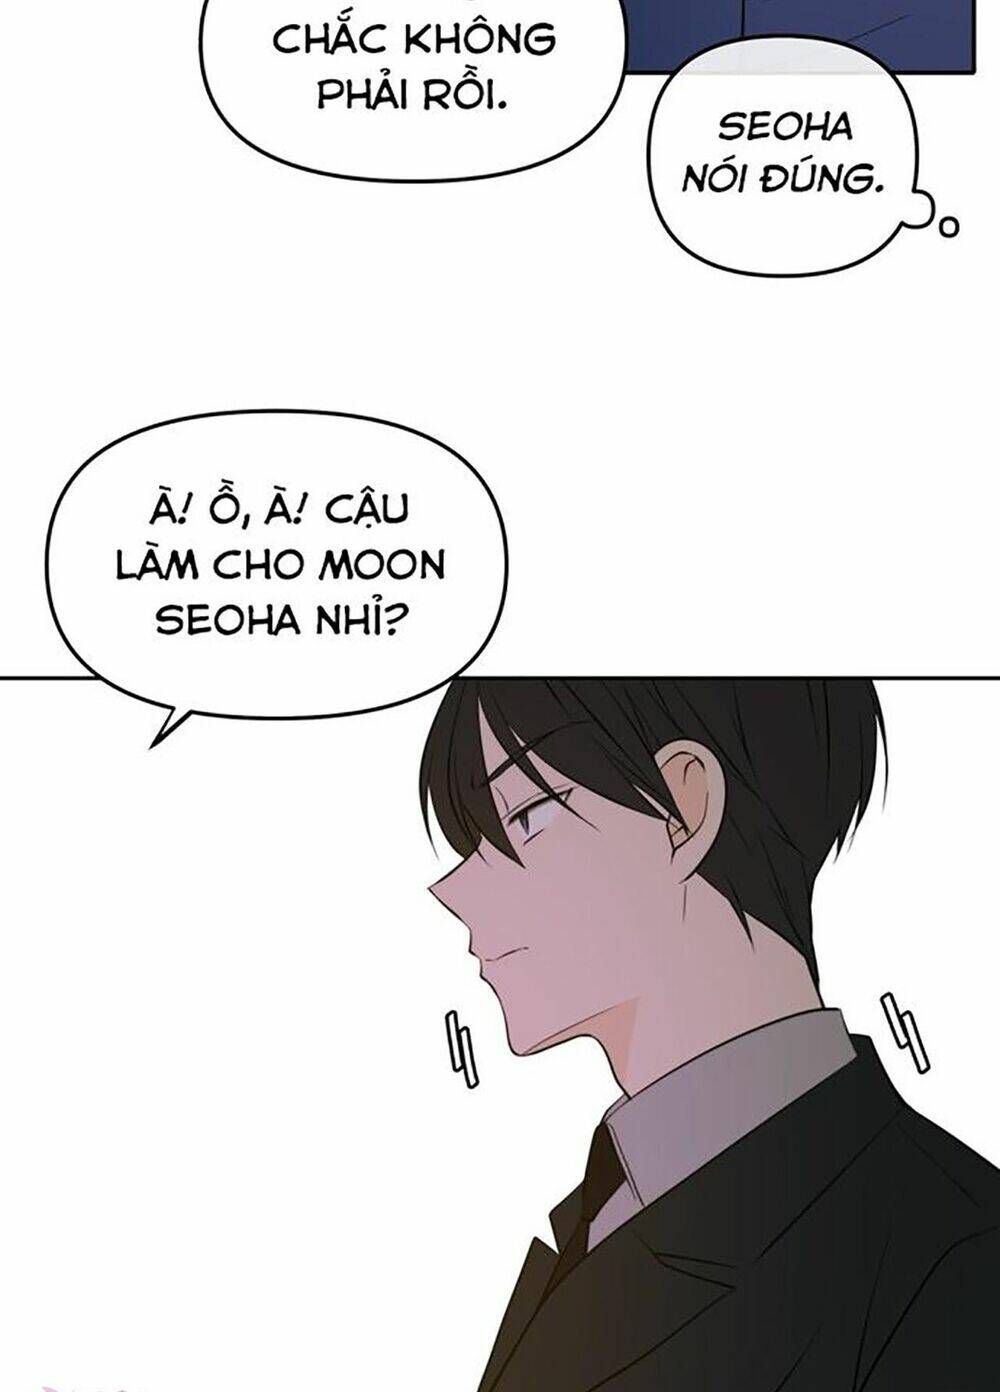 CHẮC KHÔNG
PHẢI RỒI.
SEOHA
NÓI ĐÚNG.
À! Ồ, À! CẬU
LÀM CHO MOON
SEOHA NHỈ?